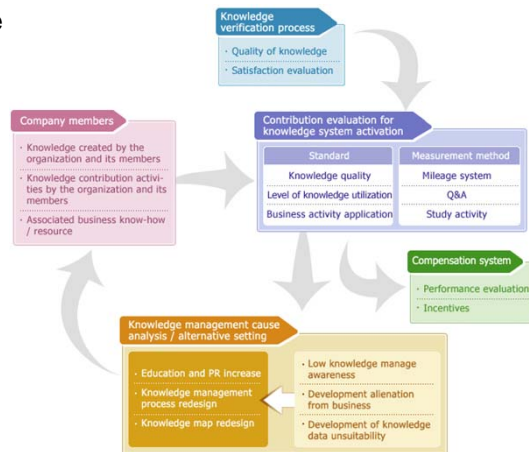 e
Knowledge
verification process
· Quality of knowledge
· Satisfaction evaluation
Company members
· Knowledge created by the
organization and its members
· Knowledge contribution activi-
ties by the organization and its
members
· Associated business know-how
/ resource
Contribution evaluation for
knowledge system activation
Standard
Knowledge quality
Level of knowledge utilization
Business activity application
Measurement method
Mileage system
Q&A
Study activity
Compensation system
· Performance evaluation
· Incentives
Knowledge management cause
analysis / alternative setting
· Education and PR increase
· Knowledge management
process redesign
· Knowledge map redesign
· Low knowledge manage
awareness
· Development alienation
from business
· Development of knowledge
data unsuitability